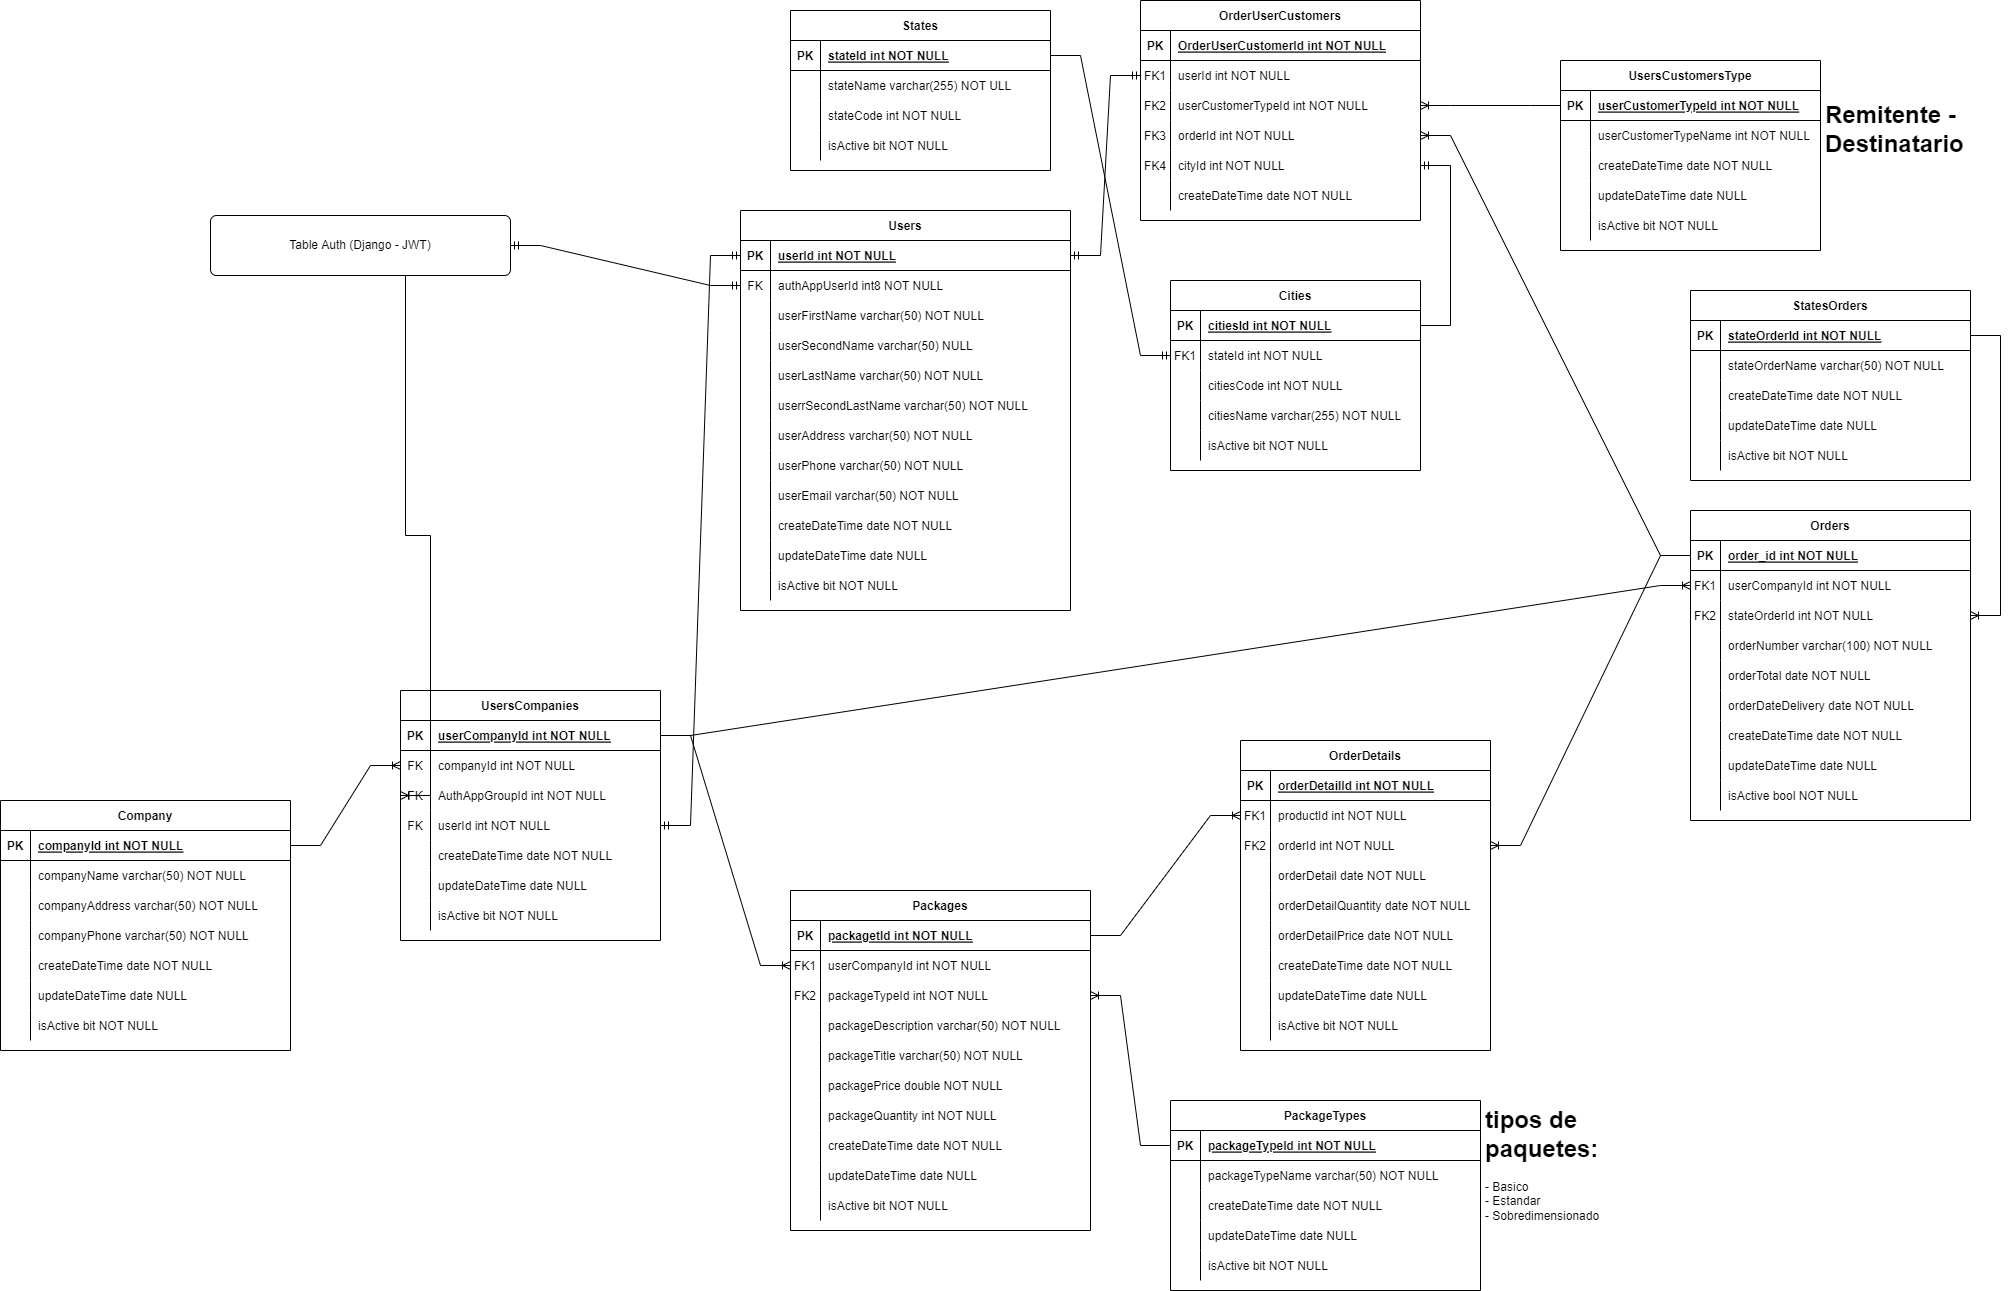 States
PK stateId int NOT NULL
stateName varchar(255) NOT ULL
stateCode int NOT NULL
isActive bit NOT NULL
OrderUserCustomers
PK OrderUserCustomerId int NOT NULL
FK1 userId int NOT NULL
FK2 userCustomerTypeId int NOT NULL
FK3 orderId int NOT NULL
FK4 cityId int NOT NULL
createDateTime date NOT NULL
UsersCustomersType
PK userCustomerTypeId int NOT NULL
userCustomerTypeName int NOT NULL
createDateTime date NOT NULL
updateDateTime date NULL
isActive bit NOT NULL
Remitente -
Destinatario
Table Auth (Django - JWT)
Users
PK userId int NOT NULL
FK authAppUserId int8 NOT NULL
userFirstName varchar(50) NOT NULL
userSecondName varchar(50) NULL
userLastName varchar(50) NOT NULL
userrSecondLastName varchar(50) NOT NULL
userAddress varchar(50) NOT NULL
userPhone varchar(50) NOT NULL
userEmail varchar(50) NOT NULL
createDateTime date NOT NULL
updateDateTime date NULL
isActive bit NOT NULL
Cities
PK citiesId int NOT NULL
FK1 stateId int NOT NULL
citiesCode int NOT NULL
citiesName varchar(255) NOT NULL
isActive bit NOT NULL
StatesOrders
PK stateOrderId int NOT NULL
stateOrderName varchar(50) NOT NULL
createDateTime date NOT NULL
updateDateTime date NULL
isActive bit NOT NULL
Orders
PK order_id int NOT NULL
FK1 userCompanyId int NOT NULL
FK2 stateOrderId int NOT NULL
orderNumber varchar(100) NOT NULL
orderTotal date NOT NULL
orderDateDelivery date NOT NULL
createDateTime date NOT NULL
updateDateTime date NULL
isActive bool NOT NULL
UsersCompanies
PK userCompanyId int NOT NULL
FK companyId int NOT NULL
FK AuthAppGroupId int NOT NULL
FK userId int NOT NULL
createDateTime date NOT NULL
updateDateTime date NULL
isActive bit NOT NULL
Company
PK companyId int NOT NULL
companyName varchar(50) NOT NULL
companyAddress varchar(50) NOT NULL
companyPhone varchar(50) NOT NULL
createDateTime date NOT NULL
updateDateTime date NULL
isActive bit NOT NULL
OrderDetails
PK orderDetailId int NOT NULL
FK1 productId int NOT NULL
FK2 orderId int NOT NULL
orderDetail date NOT NULL
orderDetailQuantity date NOT NULL
orderDetailPrice date NOT NULL
createDateTime date NOT NULL
updateDateTime date NULL
isActive bit NOT NULL
Packages
PK packagetId int NOT NULL
FK1 userCompanyId int NOT NULL
FK2 packageTypeId int NOT NULL
packageDescription varchar(50) NOT NULL
packageTitle varchar(50) NOT NULL
packagePrice double NOT NULL
packageQuantity int NOT NULL
createDateTime date NOT NULL
updateDateTime date NULL
isActive bit NOT NULL
PackageTypes
PK packageTypeId int NOT NULL
packageTypeName varchar(50) NOT NULL
createDateTime date NOT NULL
updateDateTime date NULL
isActive bit NOT NULL
tipos de
paquetes:
- Basico
- Estandar
- Sobredimensionado